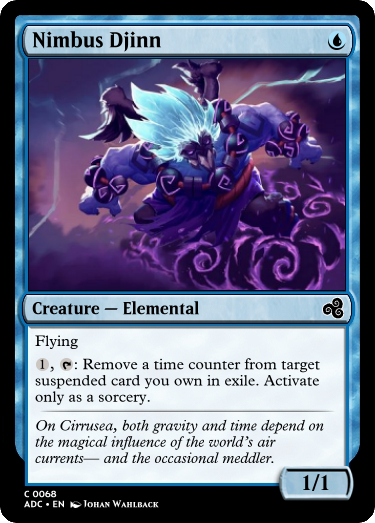 Nimbus Djinn
Creature — Elemental
Flying
1, : Remove a time counter from target
suspended card you own in exile. Activate
only as a sorcery.
On Cirrusea, both gravity and time depend on
the magical influence of the world's air
currents— and the occasional meddler.
1/1
C 0068
ADC • EN Johan Wahlback